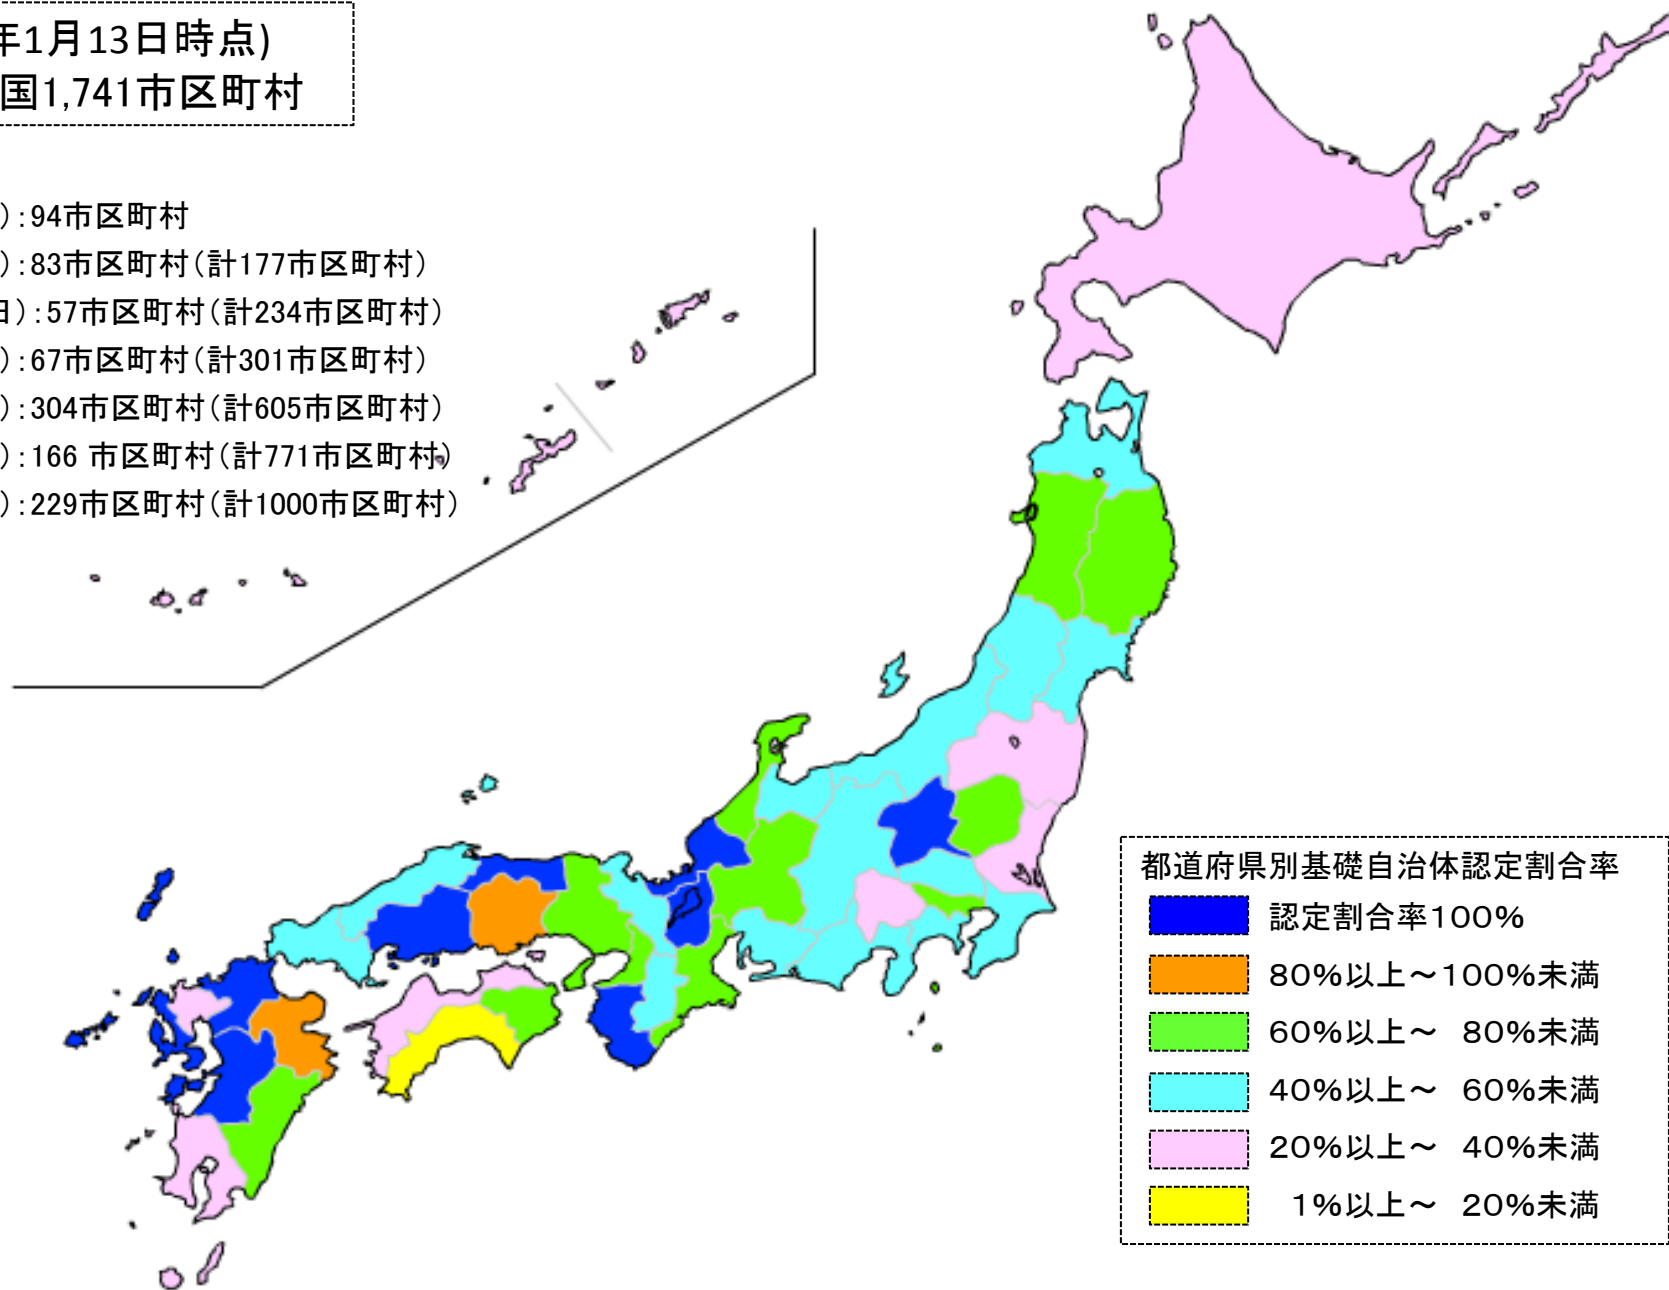 年1月13日時点)
国1,741市区町村
):94市区町村
):83市区町村(計177市区町村)
日):57市区町村(計234市区町村)
):67市区町村(計301市区町村)
):304市区町村(計605市区町村)
):166 市区町村(計771市区町村)
):229市区町村(計1000市区町村)
都道府県別基礎自治体認定割合率
認定割合率100%
80%以上~100%未満
60%以上~ 80%未満
40%以上~ 60%未満
20%以上~ 40%未満
1%以上~ 20%未満